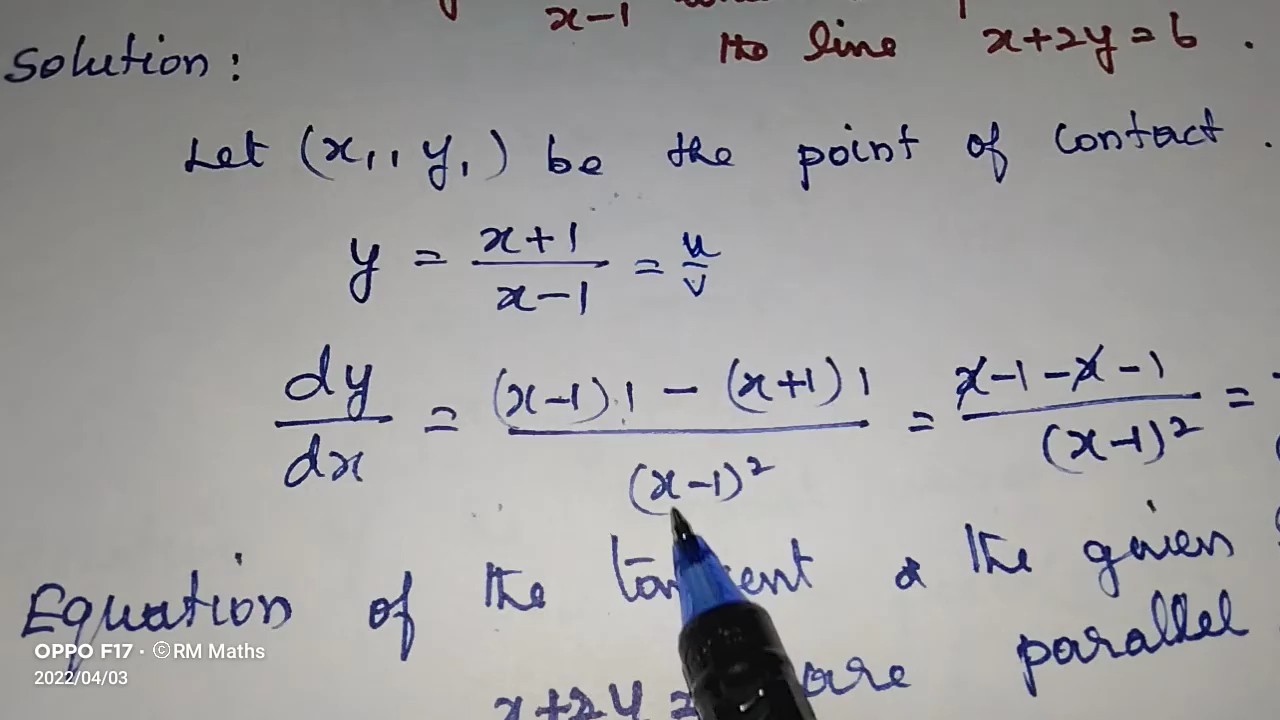 x-1
Solution: the line x+2y=6.
Let (x₁, y₁) be the point of contact.
y = x+1/x-1 = u/v
dy/dx = (x-1).1 - (x+1)1/(x-1)² = x-1-x-1/(x-1)² =
Equation of the tangent & the given
x+2y = are parallel
OPPO F17 · ©RM Maths
2022/04/03